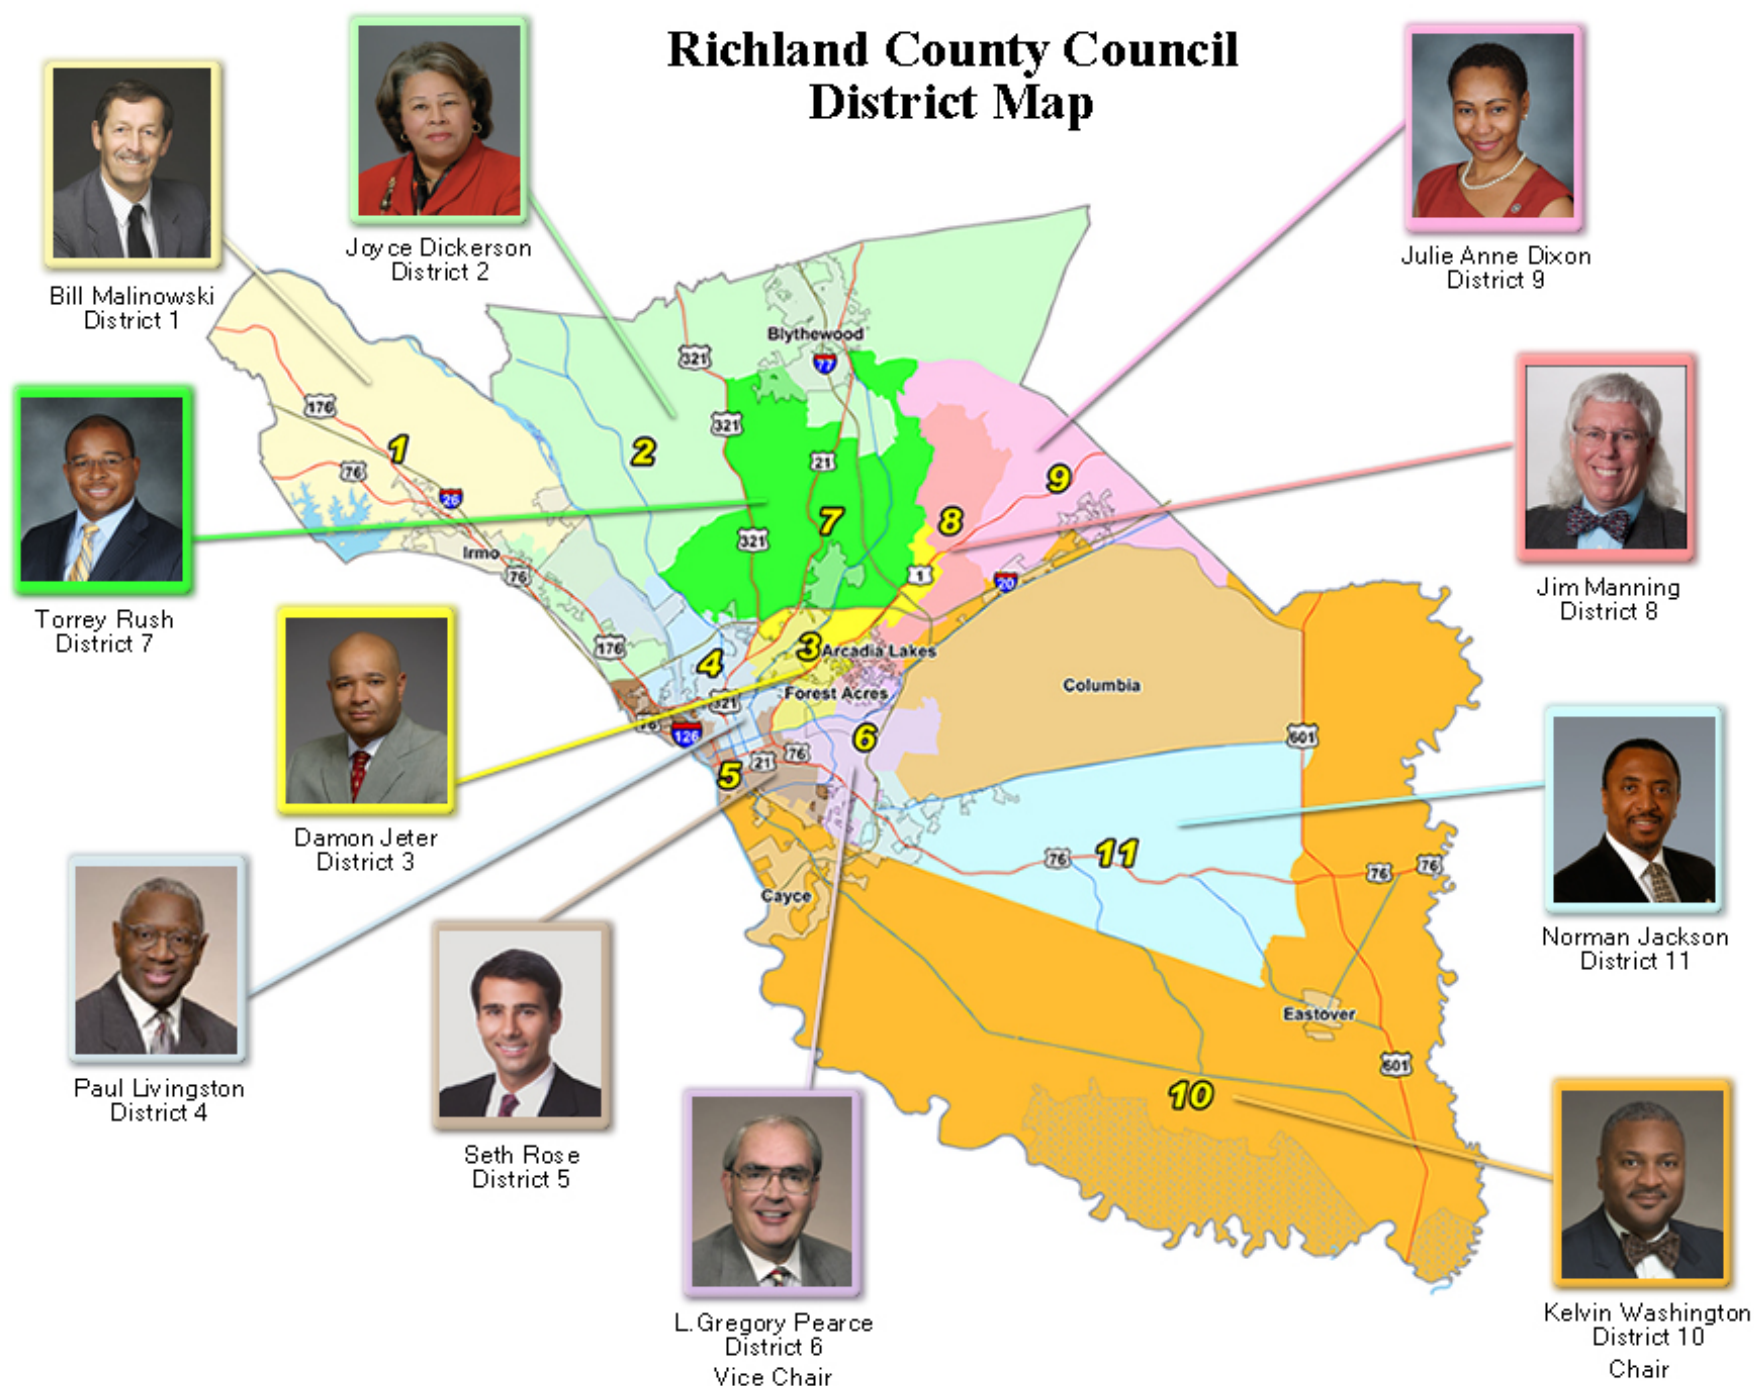 Richland County Council
District Map
Bill Malinowski
District 1
Joyce Dickerson
District 2
Julie Anne Dixon
District 9
Torrey Rush
District 7
Jim Manning
District 8
Damon Jeter
District 3
Norman Jackson
District 11
Paul Livingston
District 4
Seth Rose
District 5
L.Gregory Pearce
District 6
Vice Chair
Kelvin Washington
District 10
Chair
Blythewood
77
321
321
176
1
2
21
9
76
26
7
8
321
Irmo
76
1
20
176
3
Arcadia Lakes
4
Forest Acres
Columbia
321
76
126
6
601
5
21
76
76
11
76
76
Cayce
Eastover
601
10